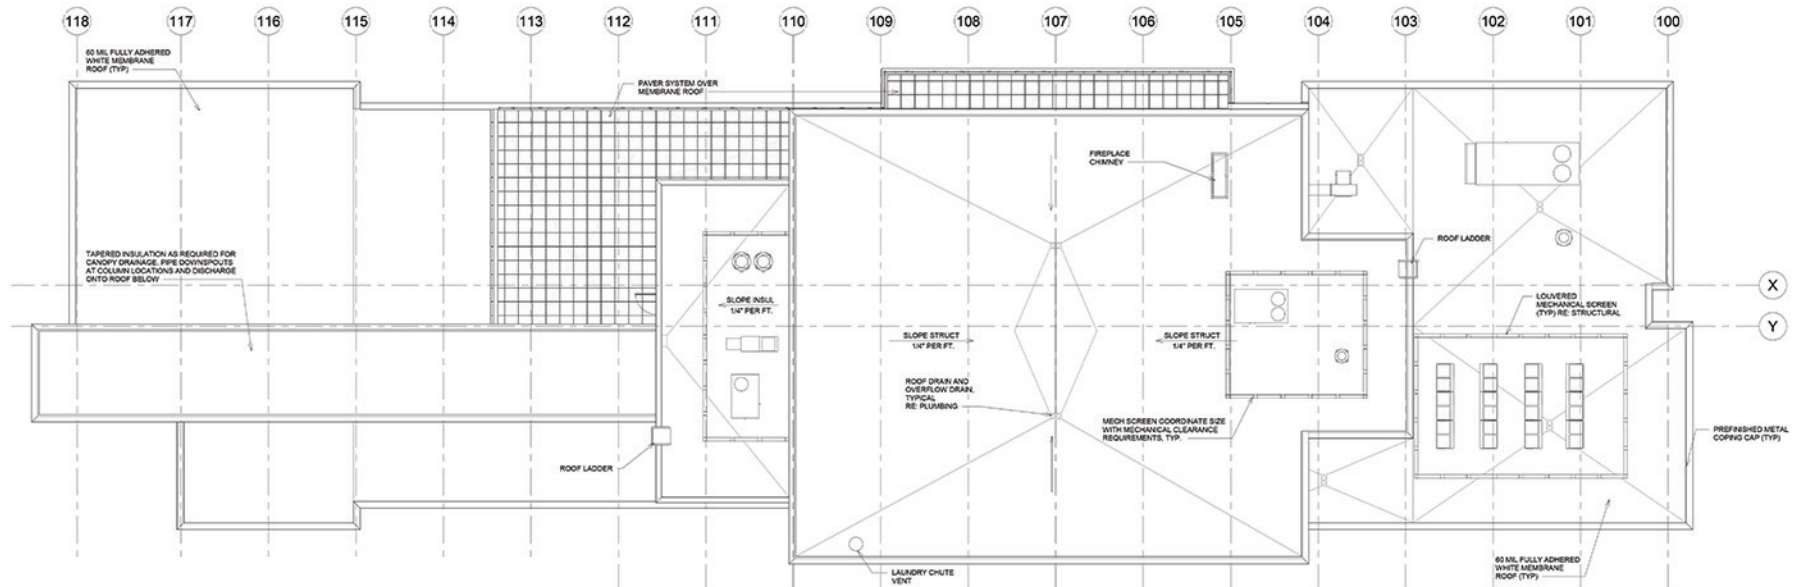 118 117 116 115 114 113 112 111 110 109 108 107 106 105 104 103 102 101 100
60 MIL FULLY ADHERED
WHITE MEMBRANE
ROOF (TYP)
PAVER SYSTEM OVER
MEMBRANE ROOF
FIREPLACE
CHIMNEY
ROOF LADDER
TAPERED INSULATION AS REQUIRED FOR
CANOPY DRAINAGE. PIPE DOWNSPOUTS
AT COLUMN LOCATIONS AND DISCHARGE
ONTO ROOF BELOW
X
SLOPE INSUL
1/4" PER FT.
LOUVERED
MECHANICAL SCREEN
(TYP) RE: STRUCTURAL
Y
SLOPE STRUCT
1/4" PER FT.
SLOPE STRUCT
1/4" PER FT.
ROOF DRAIN AND
OVERFLOW DRAIN,
TYPICAL
RE: PLUMBING
MECH SCREEN COORDINATE SIZE
WITH MECHANICAL CLEARANCE
REQUIREMENTS, TYP.
PREFINISHED METAL
COPING CAP (TYP)
ROOF LADDER
LAUNDRY CHUTE
VENT
60 MIL FULLY ADHERED
WHITE MEMBRANE
ROOF (TYP)